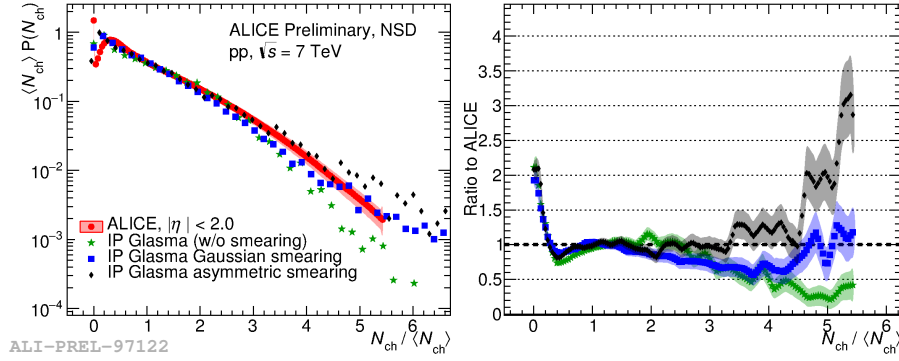 ⟨N_ch⟩ P(N_ch)
1
10⁻¹
10⁻²
10⁻³
10⁻⁴
ALICE Preliminary, NSD
pp, √s = 7 TeV
ALICE, |η| < 2.0
IP Glasma (w/o smearing)
IP Glasma Gaussian smearing
IP Glasma asymmetric smearing
0 1 2 3 4 5 6
N_ch / ⟨N_ch⟩
ALI-PREL-97122
Ratio to ALICE
4
3.5
3
2.5
2
1.5
1
0.5
0
0 1 2 3 4 5
N_ch / ⟨N_ch⟩